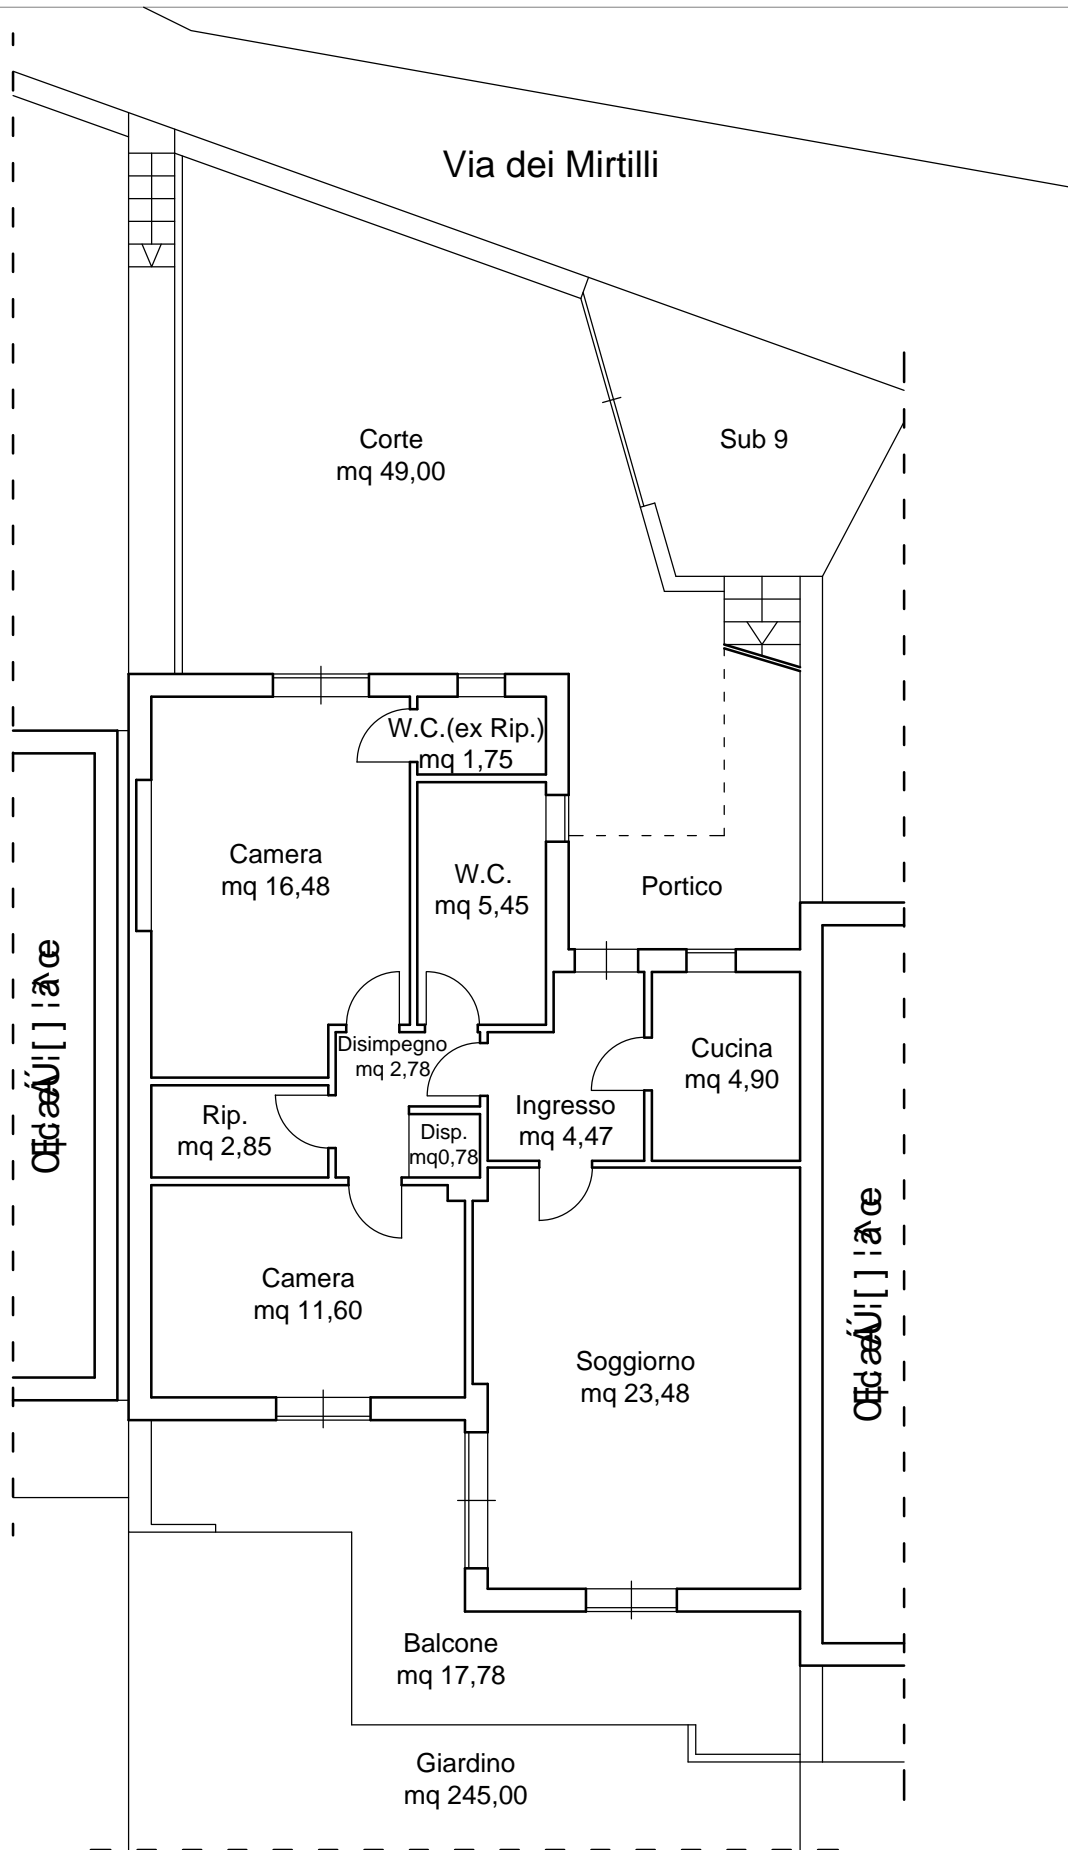 Via dei Mirtilli
Corte
mq 49,00
Sub 9
W.C.(ex Rip.)
mq 1,75
Camera
mq 16,48
W.C.
mq 5,45
Portico
Disimpegno
mq 2,78
Cucina
mq 4,90
Rip.
mq 2,85
Disp.
mq0,78
Ingresso
mq 4,47
Camera
mq 11,60
Soggiorno
mq 23,48
Balcone
mq 17,78
Giardino
mq 245,00